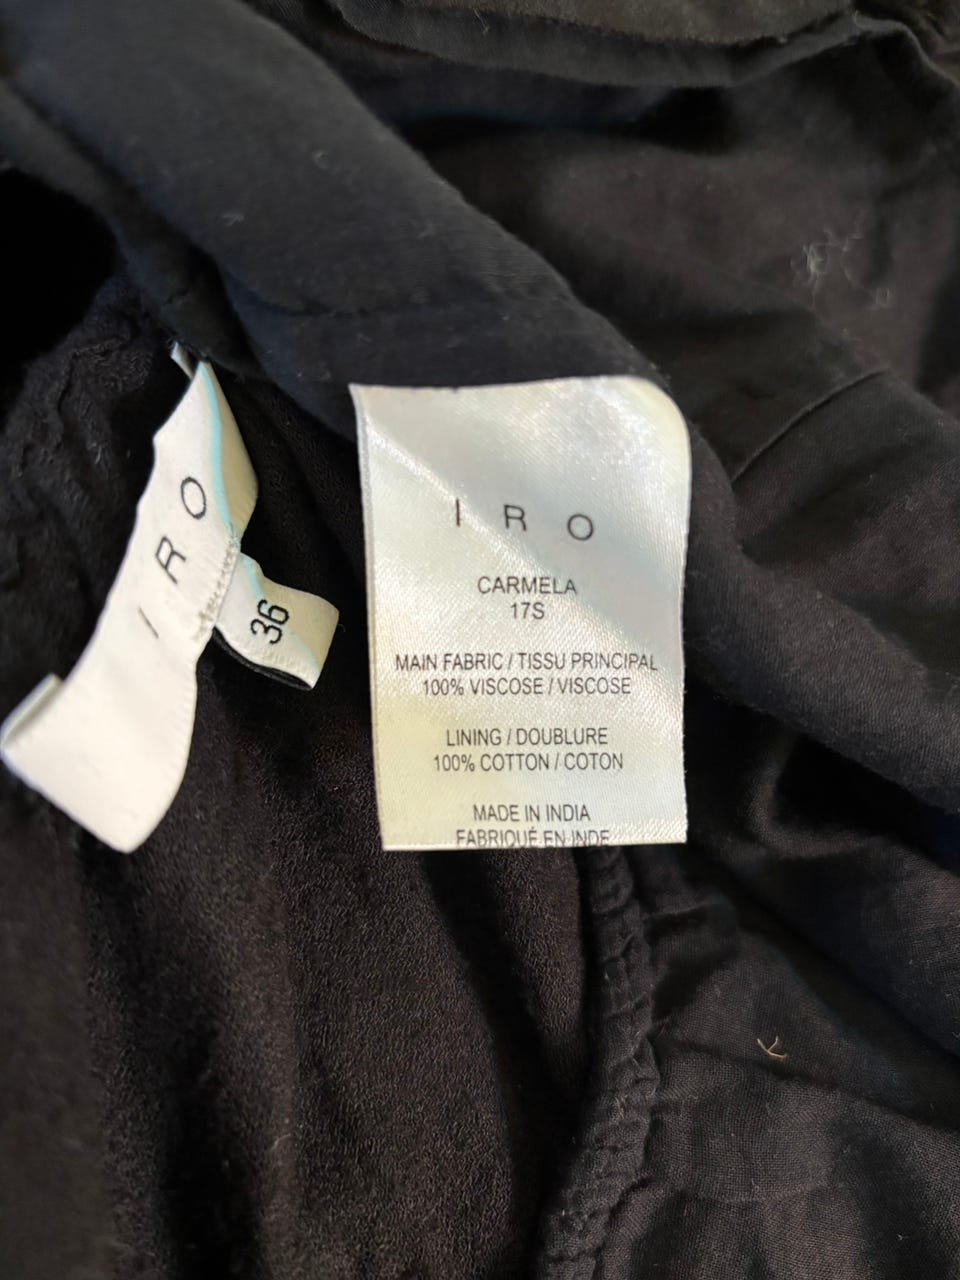 I R O
36
I R O
CARMELA
17S
MAIN FABRIC / TISSU PRINCIPAL
100% VISCOSE / VISCOSE
LINING / DOUBLURE
100% COTTON / COTON
MADE IN INDIA
FABRIQUÉ EN INDE